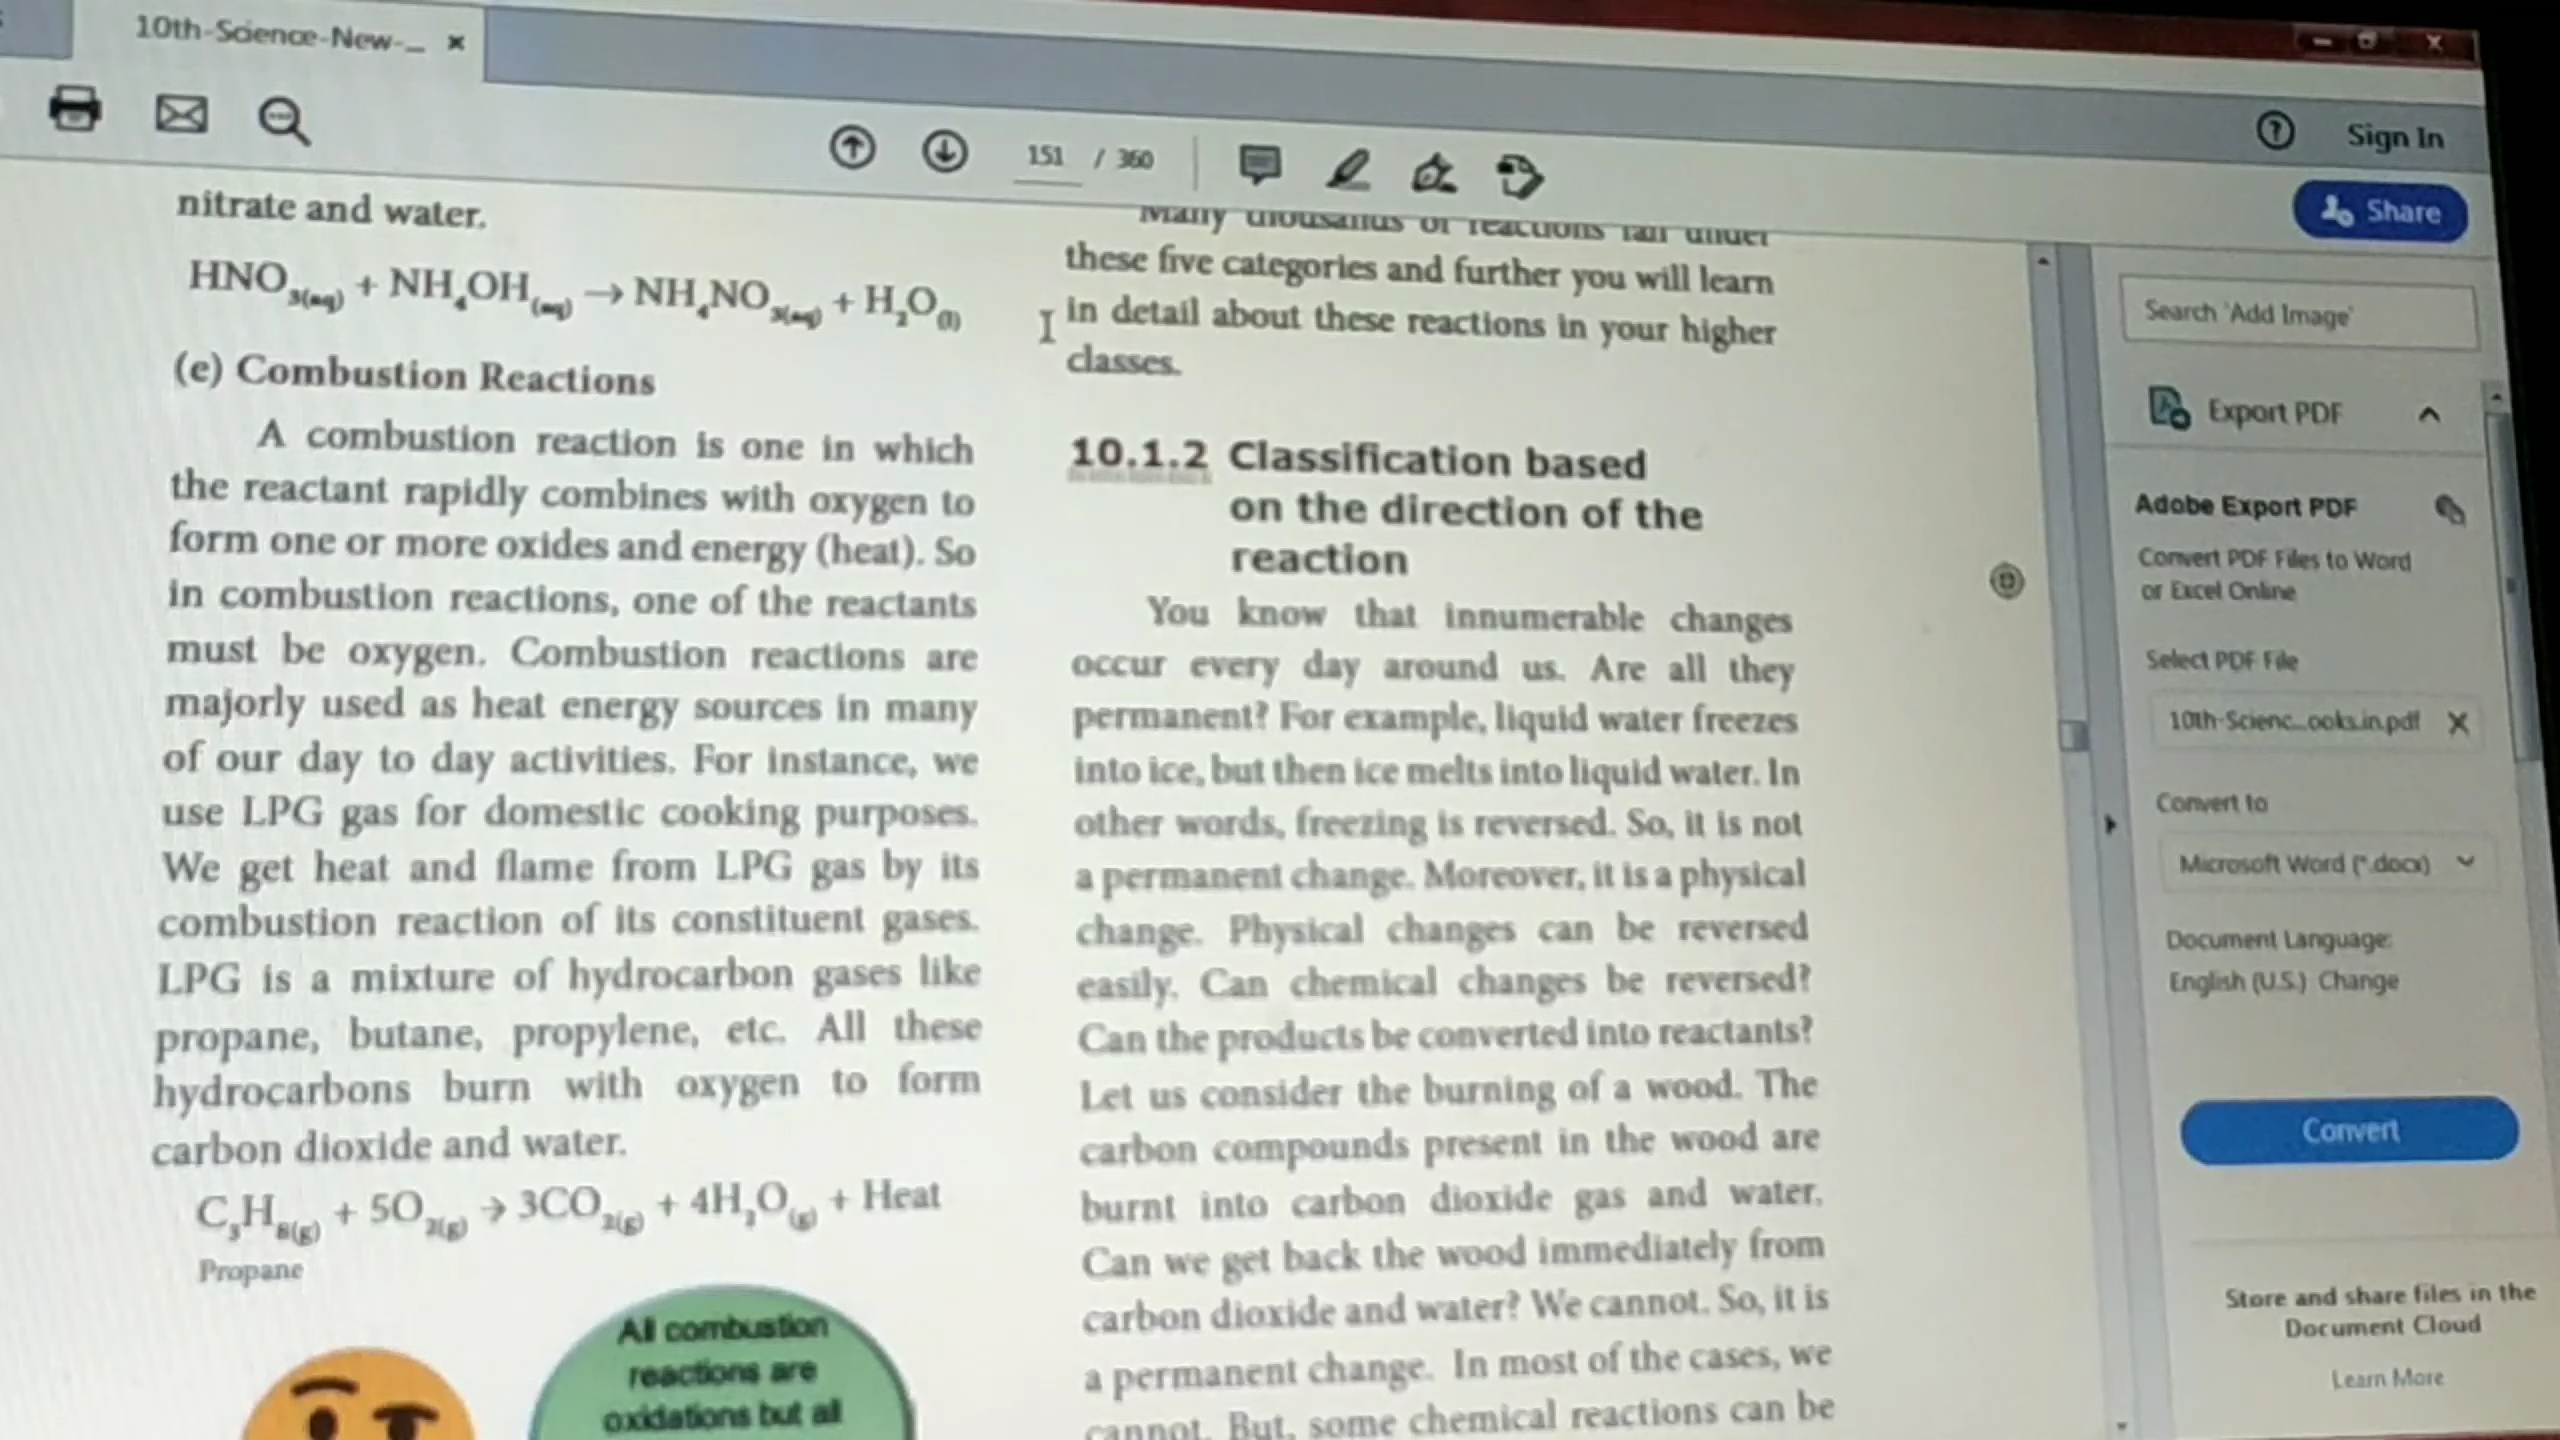 10th-Science-New-... ×
151 / 360
Sign In
Share
nitrate and water.
HNO3(aq) + NH4OH(aq) → NH4NO3(aq) + H2O(l)
(e) Combustion Reactions
A combustion reaction is one in which
the reactant rapidly combines with oxygen to
form one or more oxides and energy (heat). So
in combustion reactions, one of the reactants
must be oxygen. Combustion reactions are
majorly used as heat energy sources in many
of our day to day activities. For instance, we
use LPG gas for domestic cooking purposes.
We get heat and flame from LPG gas by its
combustion reaction of its constituent gases.
LPG is a mixture of hydrocarbon gases like
propane, butane, propylene, etc. All these
hydrocarbons burn with oxygen to form
carbon dioxide and water.
C3H8(g) + 5O2(g) → 3CO2(g) + 4H2O(g) + Heat
Propane
All combustion
reactions are
oxidations but all
Many thousands of reactions fall under
these five categories and further you will learn
in detail about these reactions in your higher
classes.
10.1.2 Classification based
on the direction of the
reaction
You know that innumerable changes
occur every day around us. Are all they
permanent? For example, liquid water freezes
into ice, but then ice melts into liquid water. In
other words, freezing is reversed. So, it is not
a permanent change. Moreover, it is a physical
change. Physical changes can be reversed
easily. Can chemical changes be reversed?
Can the products be converted into reactants?
Let us consider the burning of a wood. The
carbon compounds present in the wood are
burnt into carbon dioxide gas and water.
Can we get back the wood immediately from
carbon dioxide and water? We cannot. So, it is
a permanent change. In most of the cases, we
cannot. But, some chemical reactions can be
Search 'Add Image'
Export PDF
Adobe Export PDF
Convert PDF Files to Word
or Excel Online
Select PDF File
10th-Scienc...ooks.in.pdf ×
Convert to
Microsoft Word (*.docx)
Document Language:
English (U.S.) Change
Convert
Store and share files in the
Document Cloud
Learn More